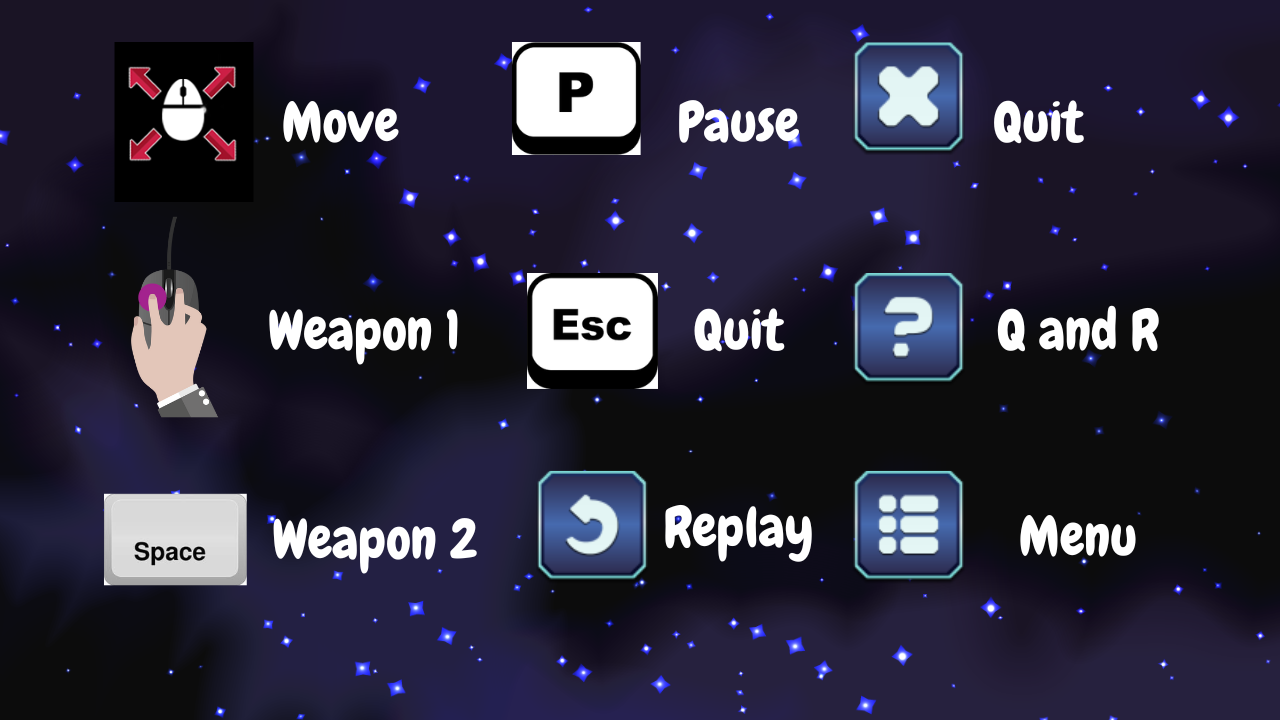 Move
P
Pause
Quit
Weapon 1
Esc
Quit
?
Q and R
Space
Weapon 2
Replay
Menu